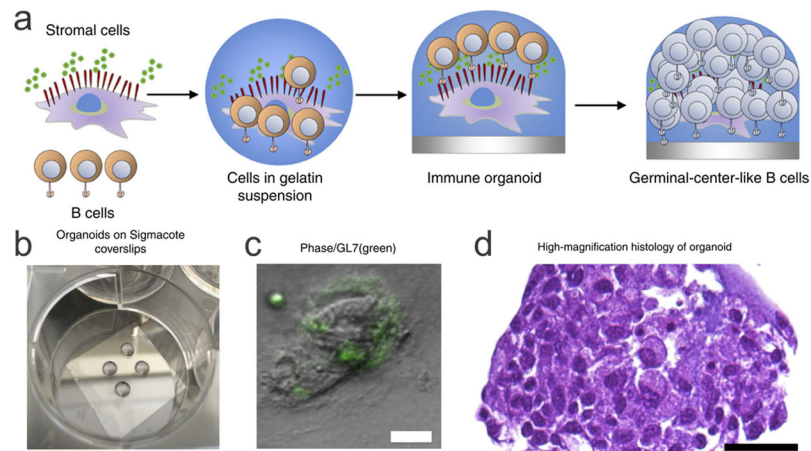 a
Stromal cells
B cells
Cells in gelatin
suspension
Immune organoid
Germinal-center-like B cells
b
Organoids on Sigmacote
coverslips
c
Phase/GL7(green)
d
High-magnification histology of organoid